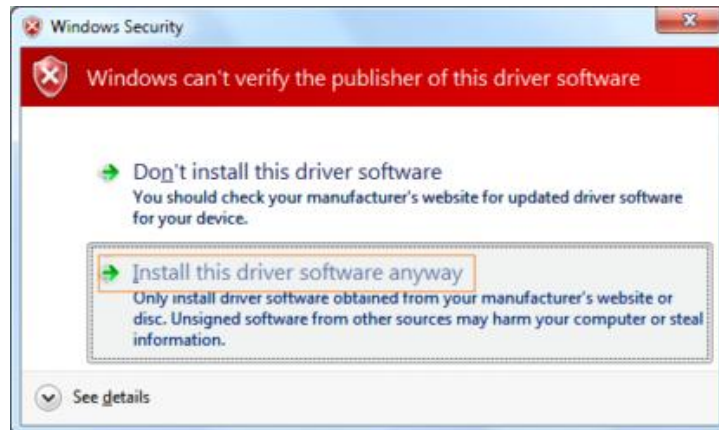 Windows Security
Windows can't verify the publisher of this driver software
Don't install this driver software
You should check your manufacturer's website for updated driver software
for your device.
Install this driver software anyway
Only install driver software obtained from your manufacturer's website or
disc. Unsigned software from other sources may harm your computer or steal
information.
See details